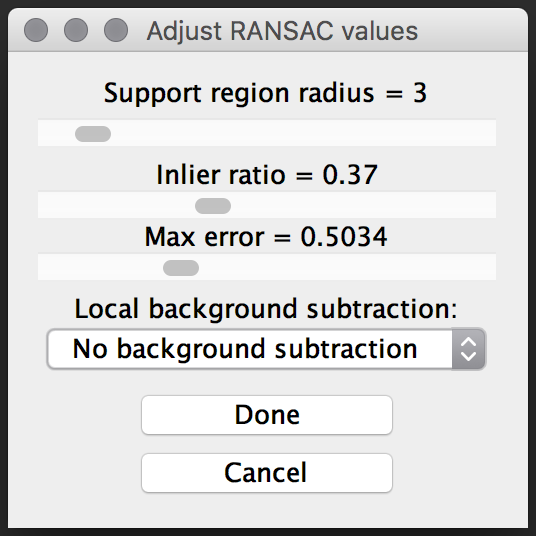 Adjust RANSAC values
Support region radius = 3
Inlier ratio = 0.37
Max error = 0.5034
Local background subtraction:
No background subtraction
Done
Cancel